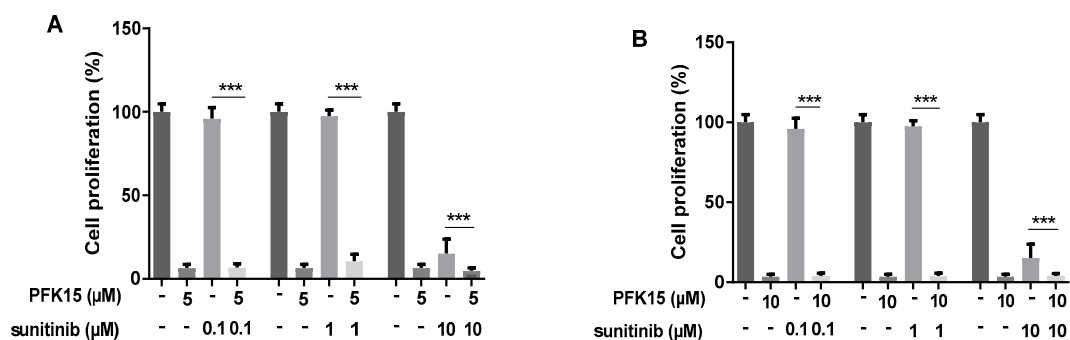 A
Cell proliferation (%)
150
100
50
0
*** *** ***
PFK15 (µM) - 5 - 5 - 5 - 5 - 5 - 5
sunitinib (µM) - - 0.1 0.1 - - 1 1 - - 10 10
B
Cell proliferation (%)
150
100
50
0
*** *** ***
PFK15 (µM) - 10 - 10 - 10 - 10 - 10 - 10
sunitinib (µM) - - 0.1 0.1 - - 1 1 - - 10 10